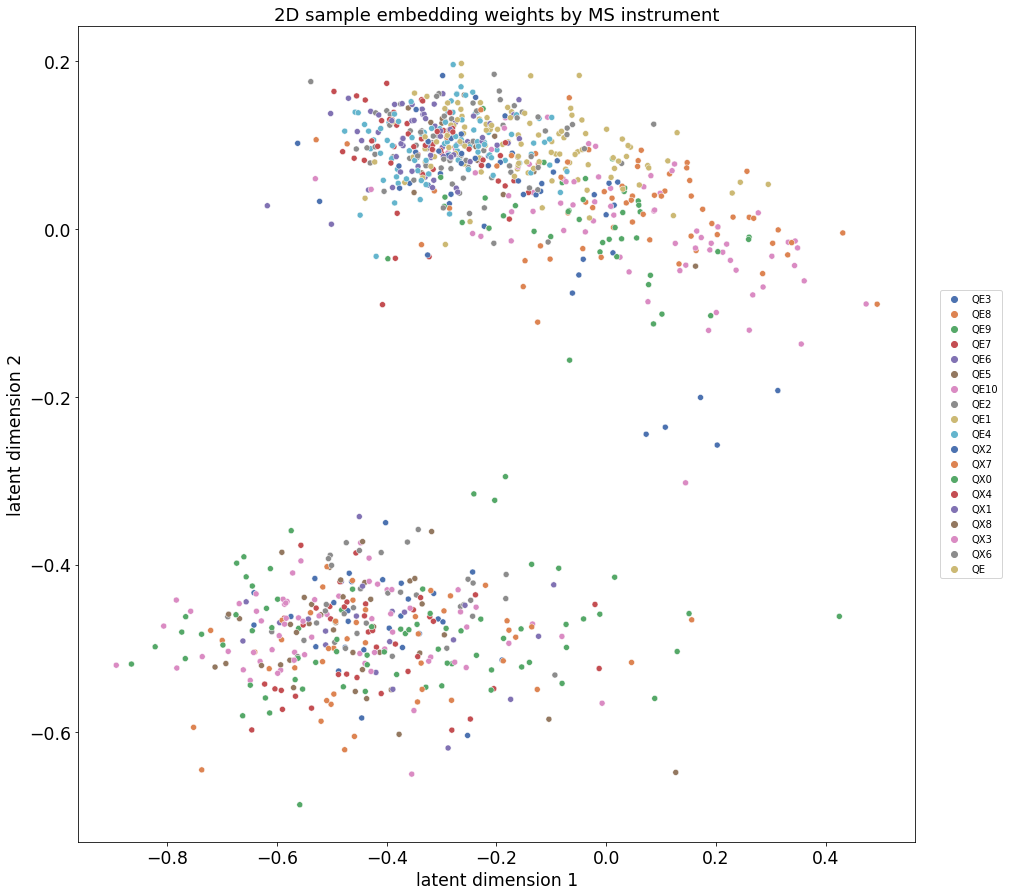 2D sample embedding weights by MS instrument
latent dimension 2
0.2
0.0
−0.2
−0.4
−0.6
−0.8
−0.6
−0.4
−0.2
0.0
0.2
0.4
latent dimension 1
QE3
QE8
QE9
QE7
QE6
QE5
QE10
QE2
QE1
QE4
QX2
QX7
QX0
QX4
QX1
QX8
QX3
QX6
QE